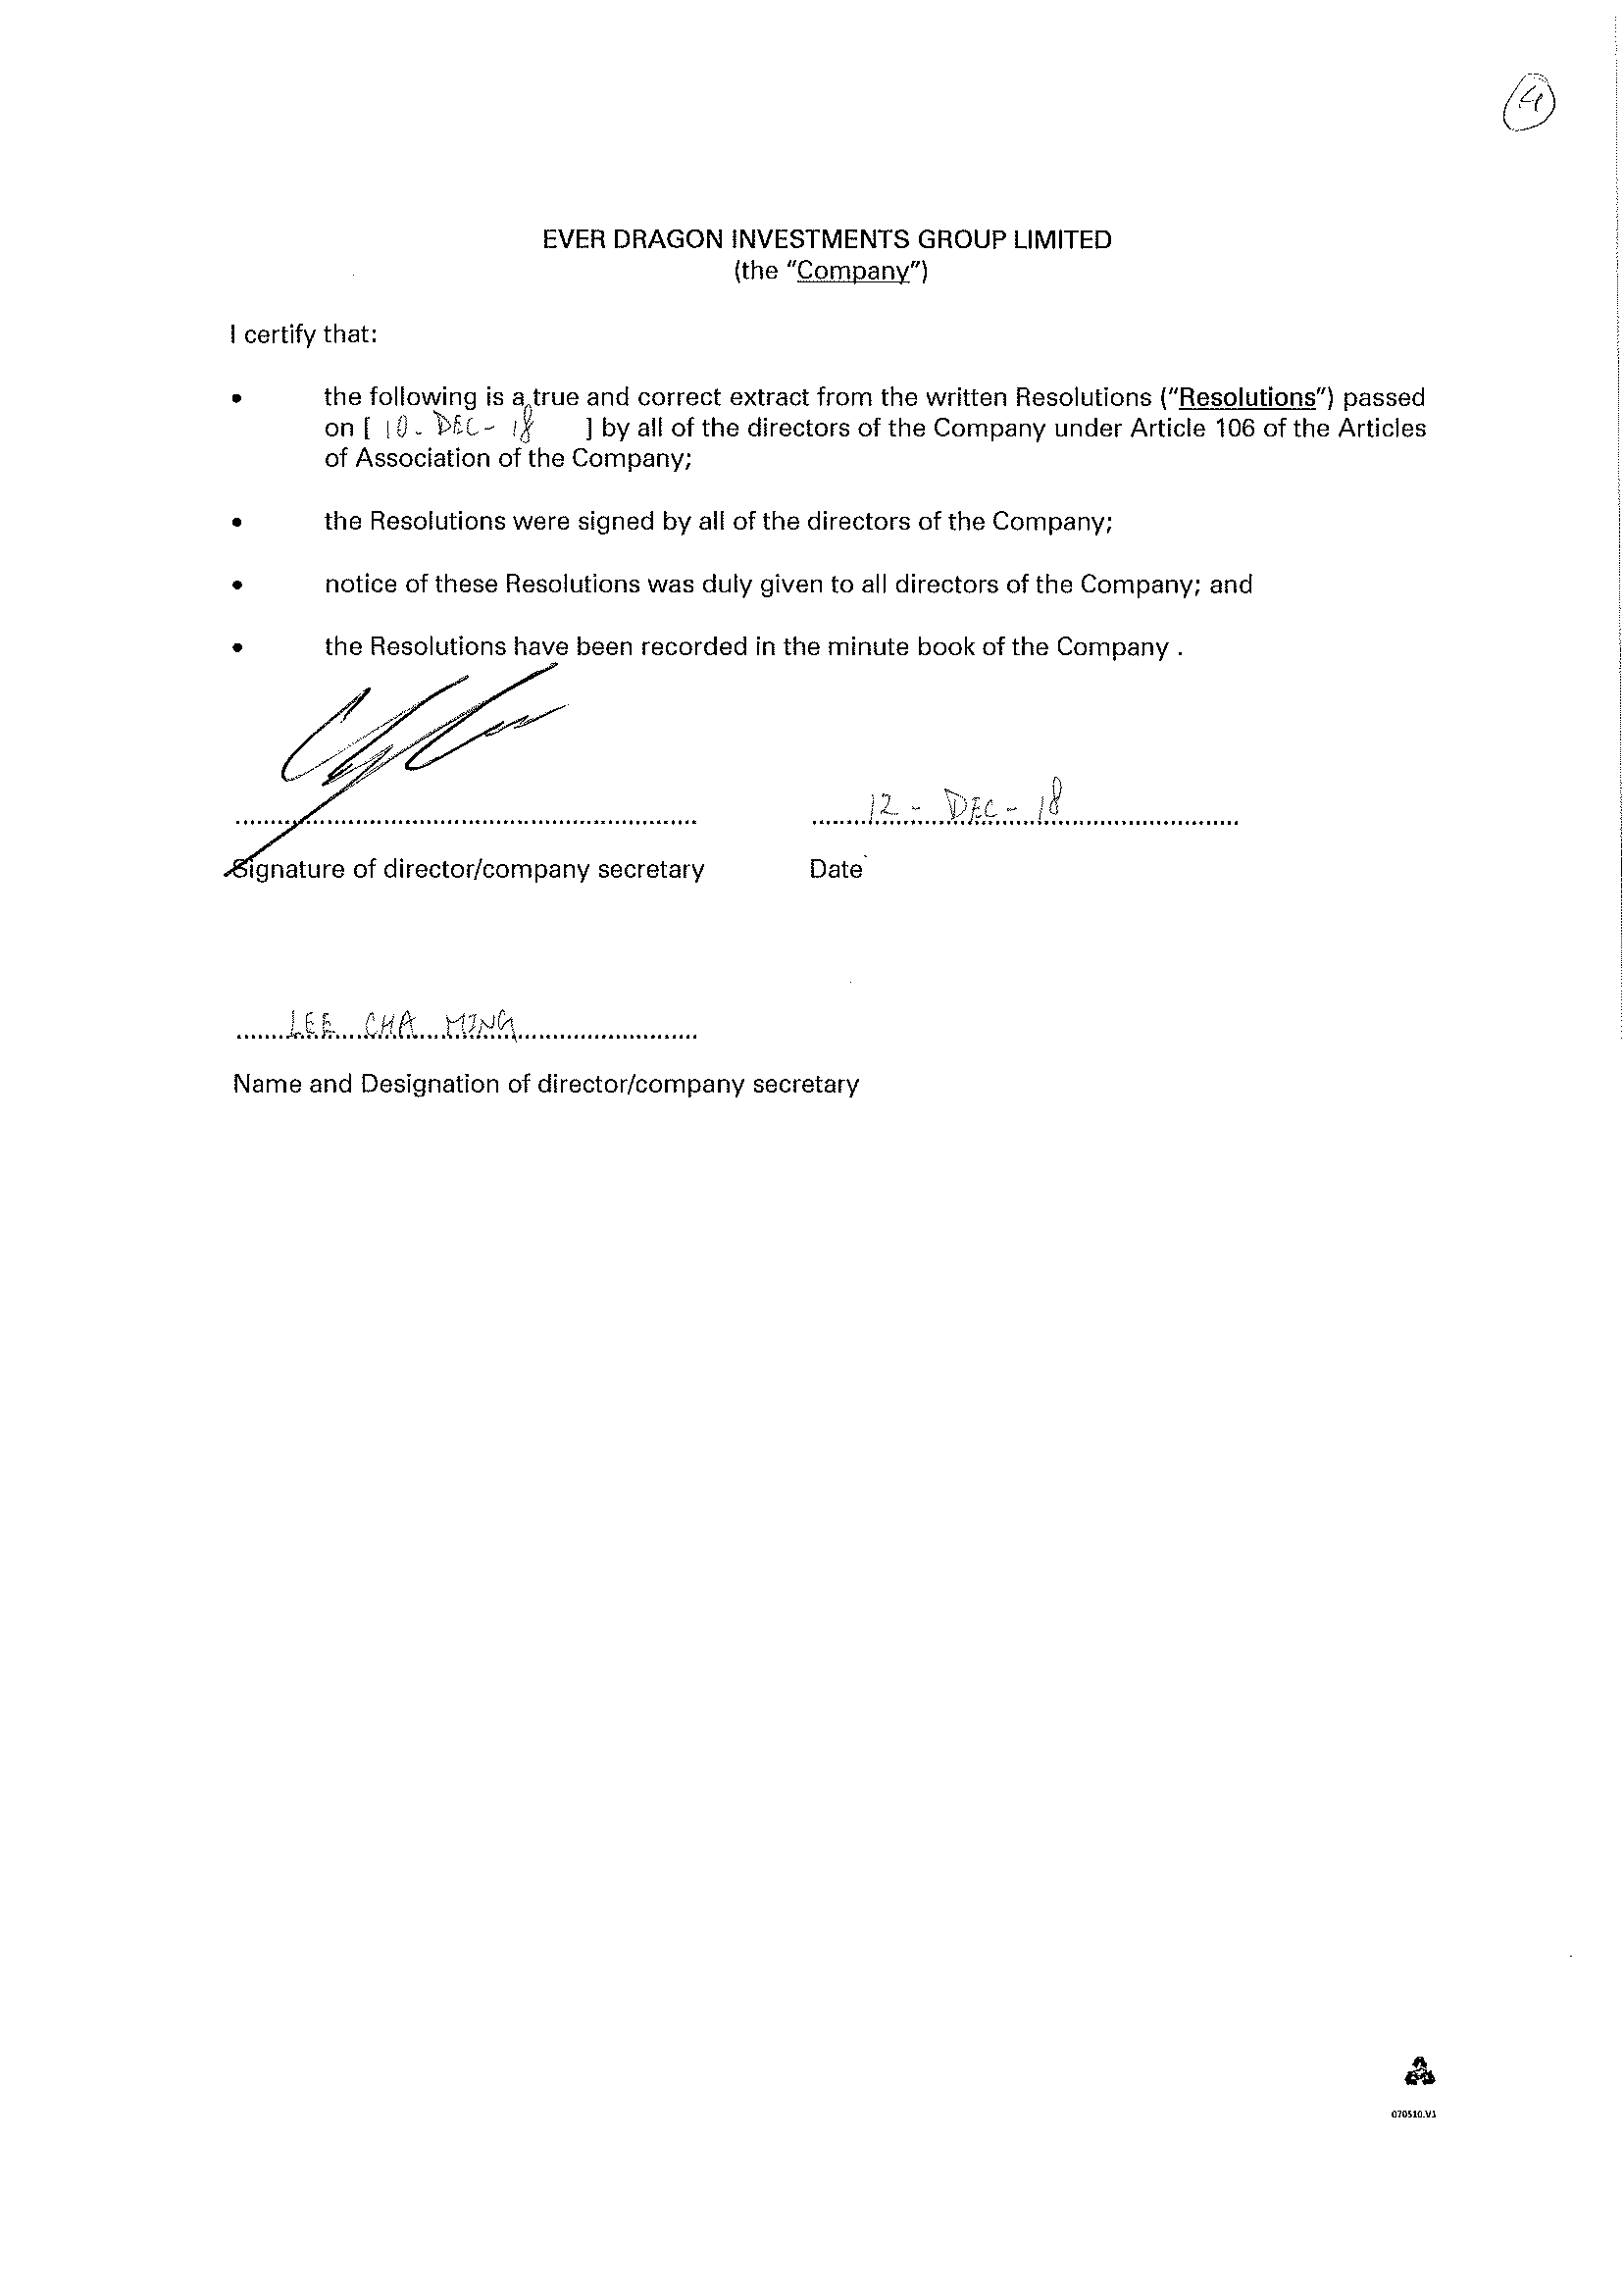 4
EVER DRAGON INVESTMENTS GROUP LIMITED
(the “Company”)
I certify that:
• the following is a true and correct extract from the written Resolutions (“Resolutions”) passed
on [ 10 - DEC - 18 ] by all of the directors of the Company under Article 106 of the Articles
of Association of the Company;
• the Resolutions were signed by all of the directors of the Company;
• notice of these Resolutions was duly given to all directors of the Company; and
• the Resolutions have been recorded in the minute book of the Company .
12 - DEC - 18
Signature of director/company secretary Date
LEE CHA MING
Name and Designation of director/company secretary
070510.V1